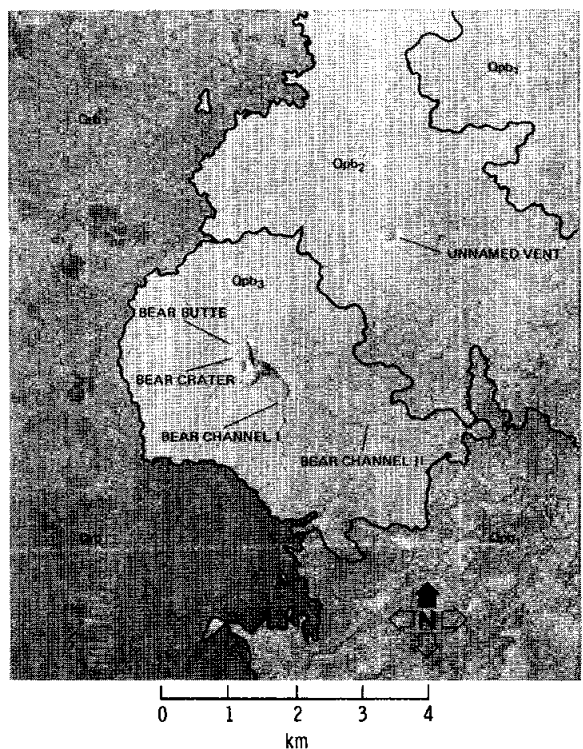 Qpb₁
Qpb₂
UNNAMED VENT
Qpb₃
BEAR BUTTE
BEAR CRATER
BEAR CHANNEL I
BEAR CHANNEL II
N
0 1 2 3 4
km